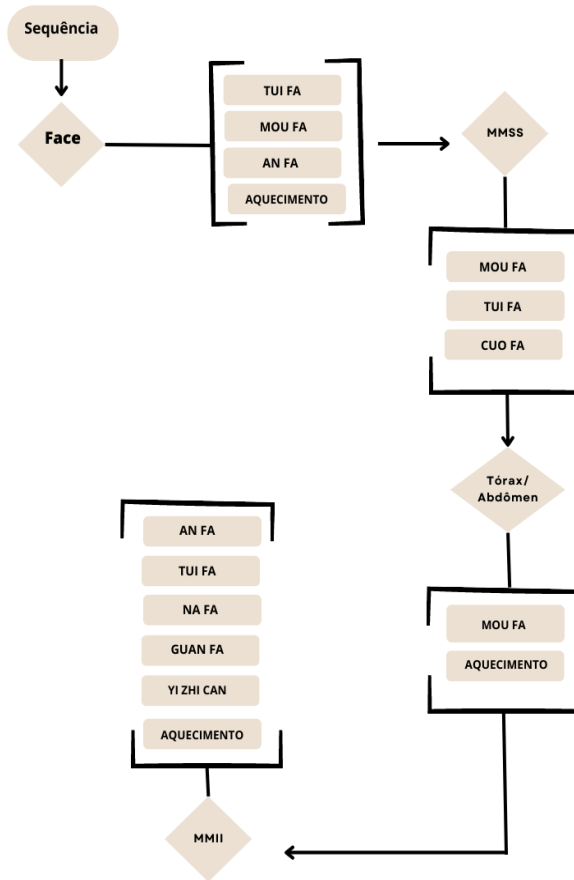 Sequência
Face
TUI FA
MOU FA
AN FA
AQUECIMENTO
MMSS
MOU FA
TUI FA
CUO FA
Tórax/
Abdômen
MOU FA
AQUECIMENTO
MMII
AN FA
TUI FA
NA FA
GUAN FA
YI ZHI CAN
AQUECIMENTO